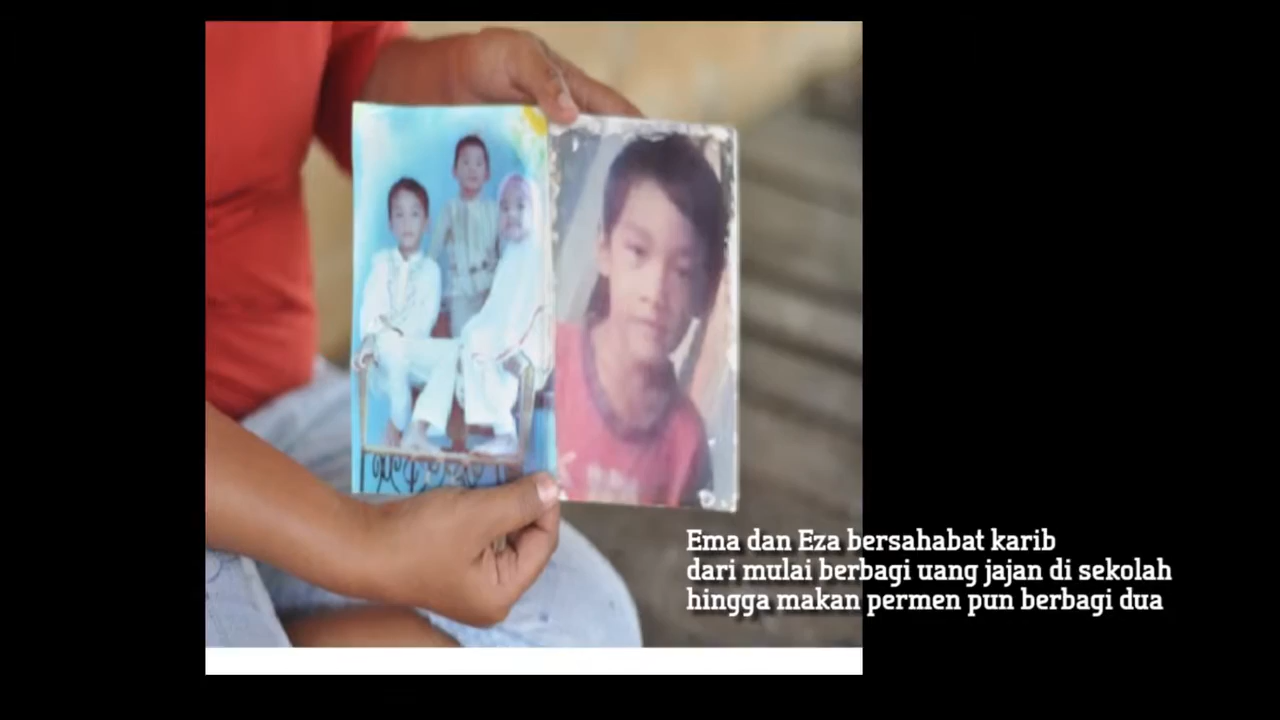 Ema dan Eza bersahabat karib
dari mulai berbagi uang jajan di sekolah
hingga makan permen pun berbagi dua